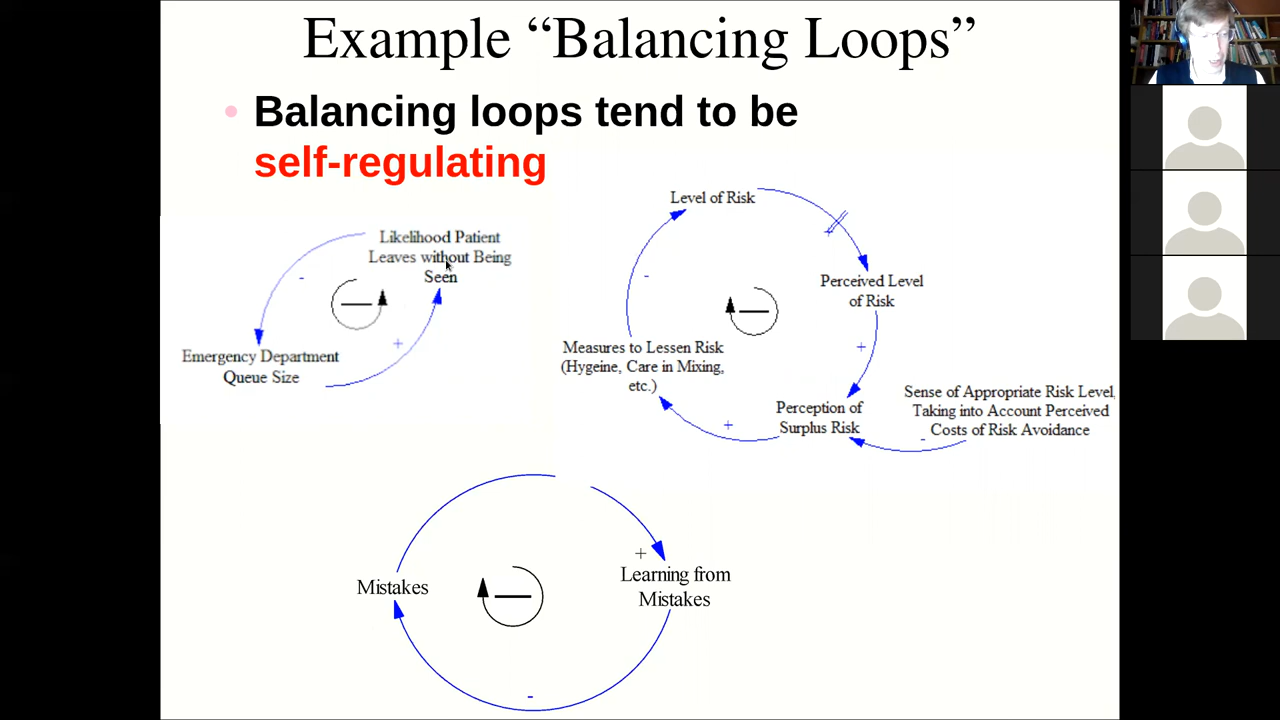 Example “Balancing Loops”
• Balancing loops tend to be
self-regulating
Likelihood Patient
Leaves without Being
Seen
-
+
Emergency Department
Queue Size
Level of Risk
+
Perceived Level
of Risk
+
Perception of
Surplus Risk
Sense of Appropriate Risk Level,
Taking into Account Perceived
Costs of Risk Avoidance
-
+
Measures to Lessen Risk
(Hygeine, Care in Mixing,
etc.)
-
Mistakes
+
Learning from
Mistakes
-